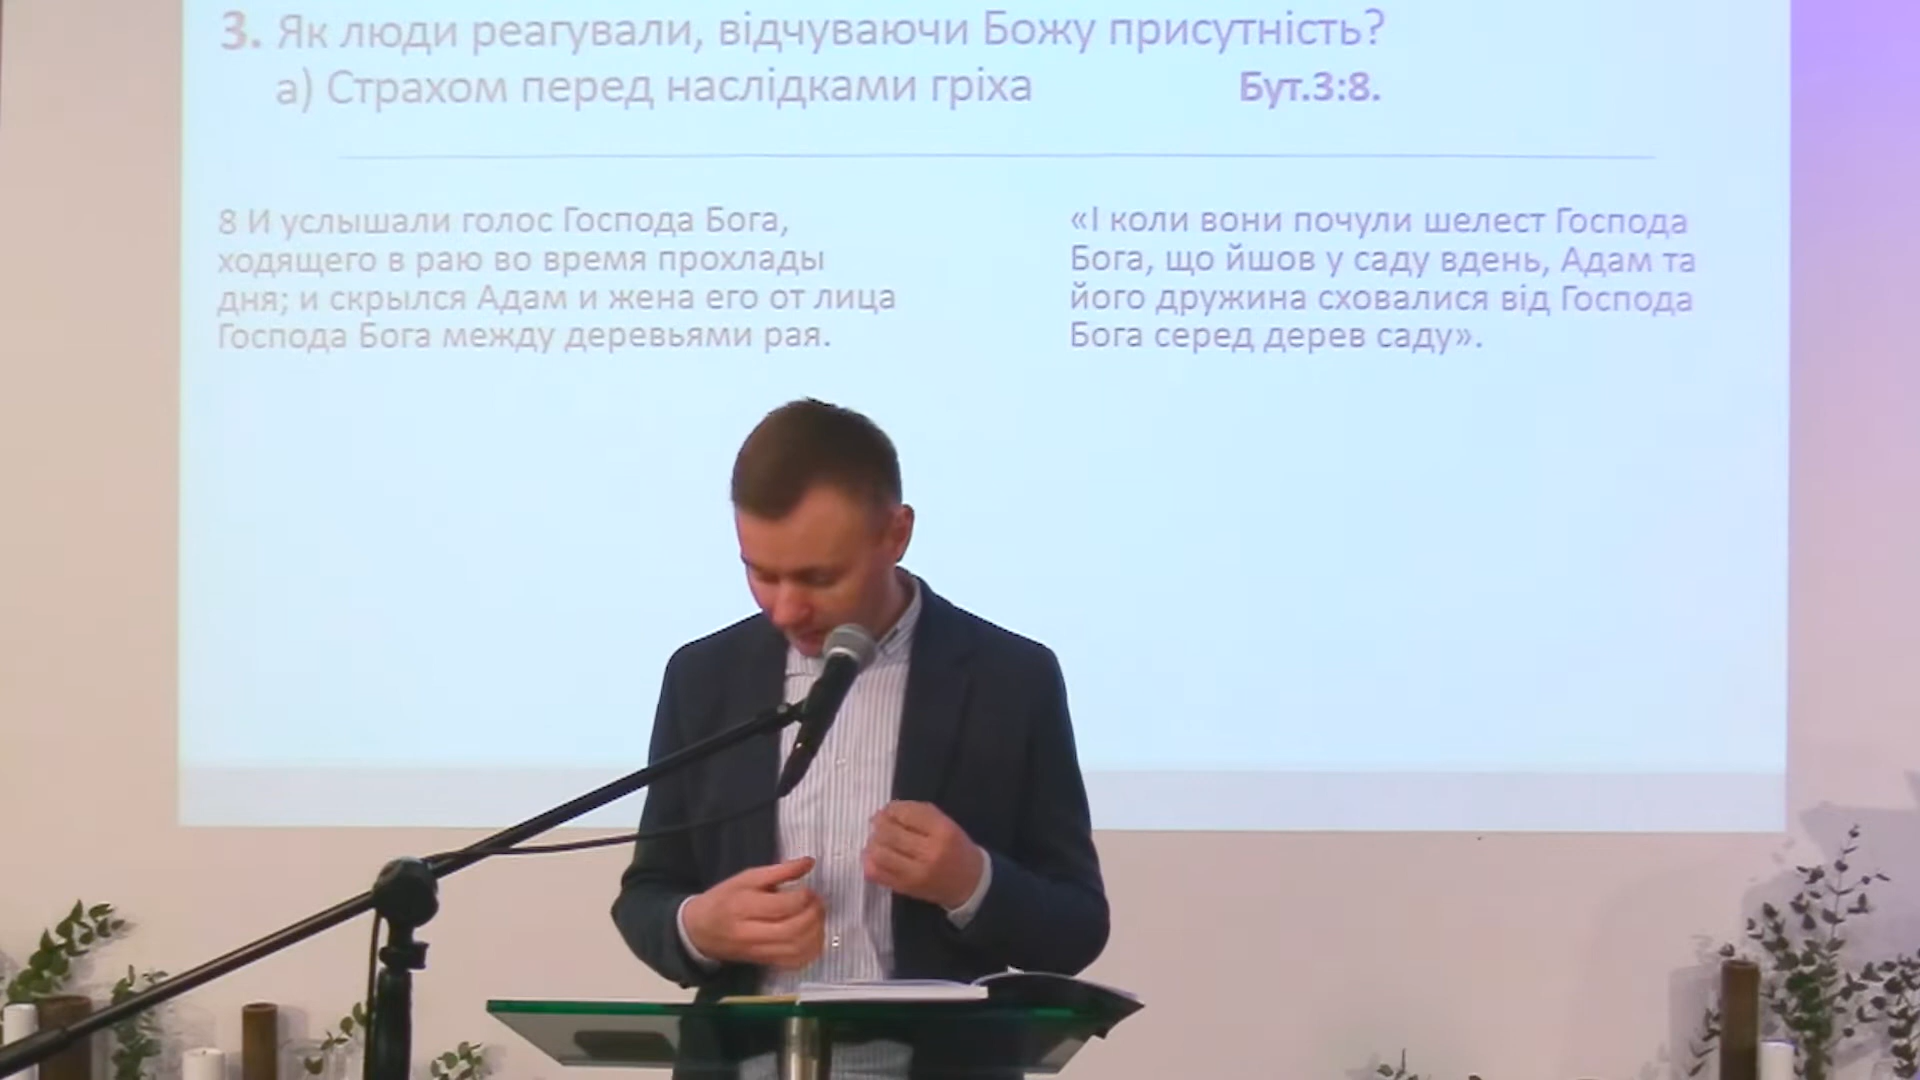 3. Як люди реагували, відчуваючи Божу присутність?
а) Страхом перед наслідками гріха Бут.3:8.
8 И услышали голос Господа Бога,
ходящего в раю во время прохлады
дня; и скрылся Адам и жена его от лица
Господа Бога между деревьями рая.
«І коли вони почули шелест Господа
Бога, що йшов у саду вдень, Адам та
його дружина сховалися від Господа
Бога серед дерев саду».